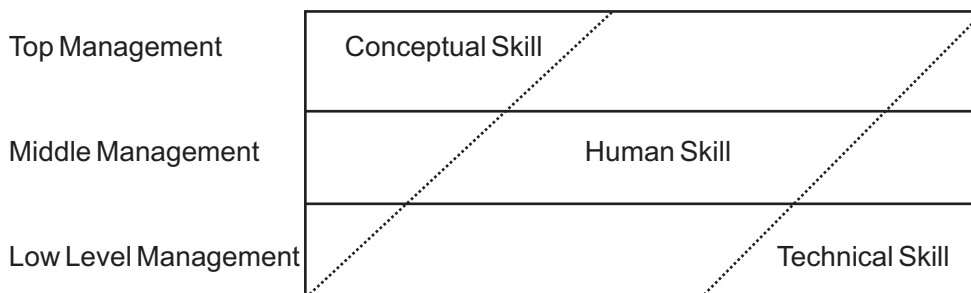 Top Management Conceptual Skill
Middle Management Human Skill
Low Level Management Technical Skill